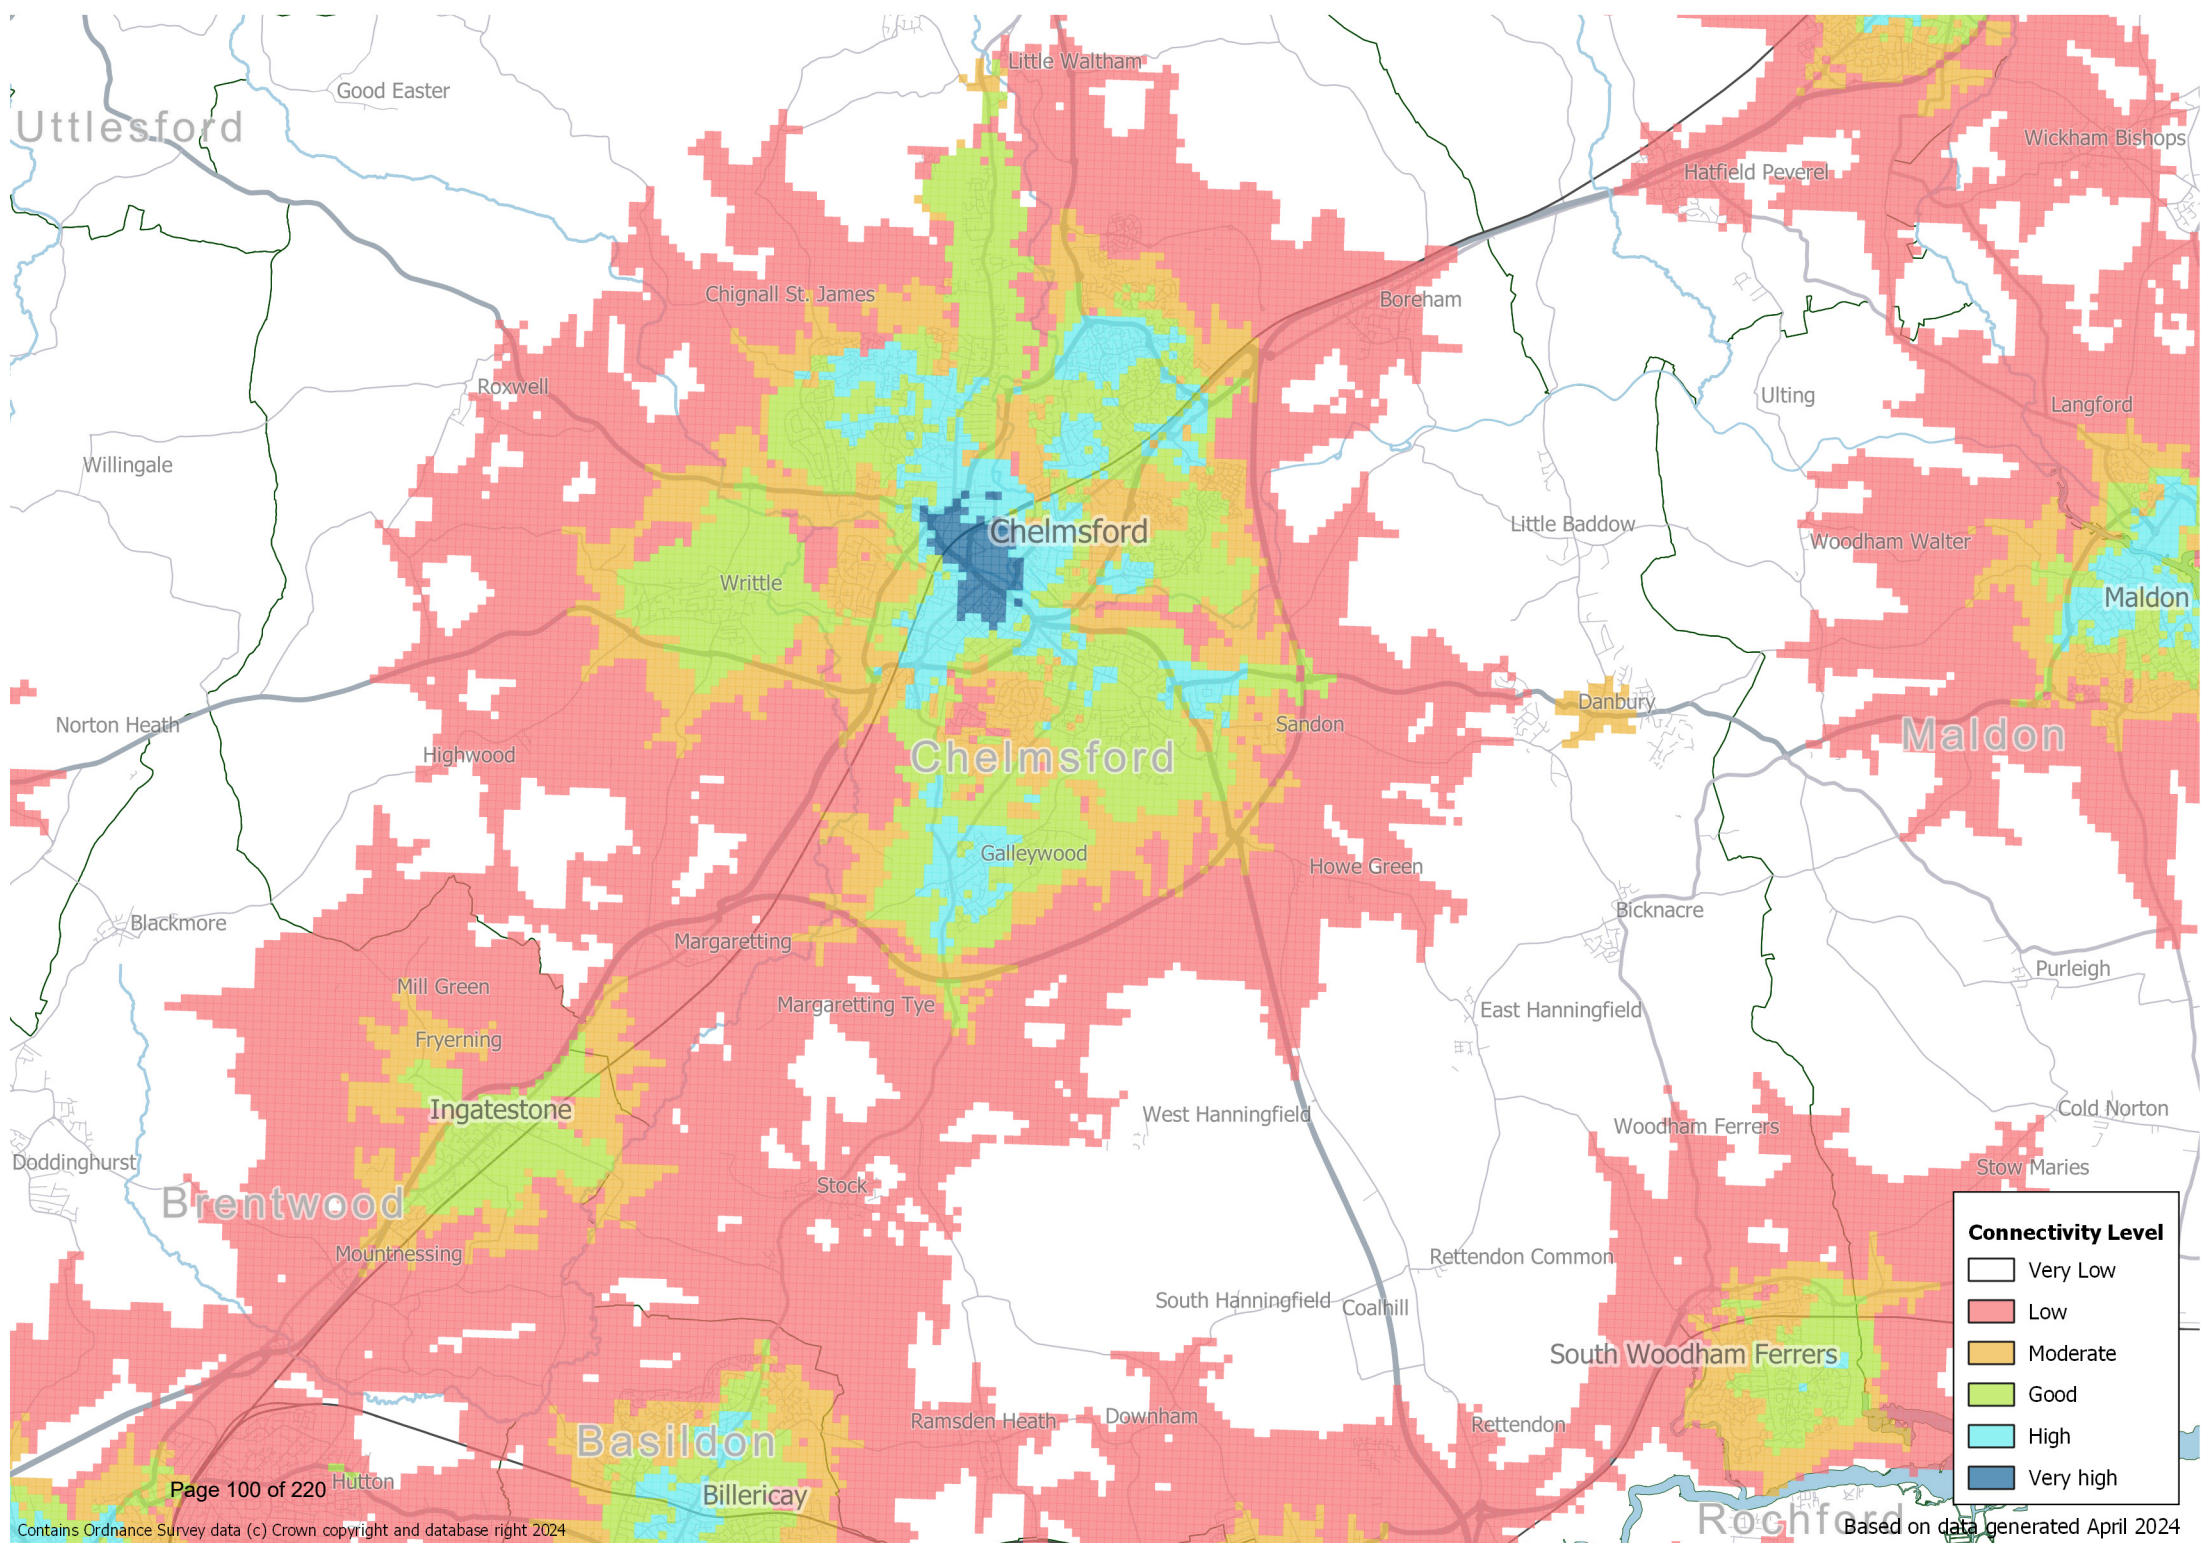 Little Waltham
Good Easter
Uttlesford
Wickham Bishops
Hatfield Peverel
Chignall St. James
Boreham
Roxwell
Ulting
Langford
Willingale
Chelmsford
Little Baddow
Woodham Walter
Writtle
Maldon
Danbury
Norton Heath
Sandon
Maldon
Highwood
Chelmsford
Galleywood
Howe Green
Bicknacre
Blackmore
Margaretting
Purleigh
Mill Green
Margaretting Tye
East Hanningfield
Fryerning
Ingatestone
West Hanningfield
Cold Norton
Woodham Ferrers
Doddinghurst
Stow Maries
Stock
Brentwood
Mountnessing
Rettendon Common
South Hanningfield
Coalhill
South Woodham Ferrers
Ramsden Heath
Downham
Rettendon
Basildon
Hutton
Billericay
Rochford
Connectivity Level
Very Low
Low
Moderate
Good
High
Very high
Page 100 of 220
Contains Ordnance Survey data (c) Crown copyright and database right 2024
Based on data generated April 2024